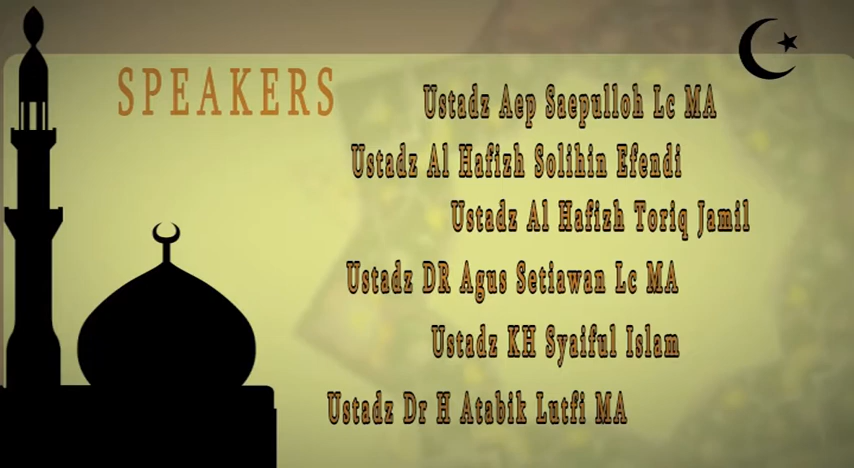 SPEAKERS
Ustadz Aep Saepulloh Lc MA
Ustadz Al Hafizh Solihin Efendi
Ustadz Al Hafizh Toriq Jamil
Ustadz DR Agus Setiawan Lc MA
Ustadz KH Syaiful Islam
Ustadz Dr H Atabik Lutfi MA